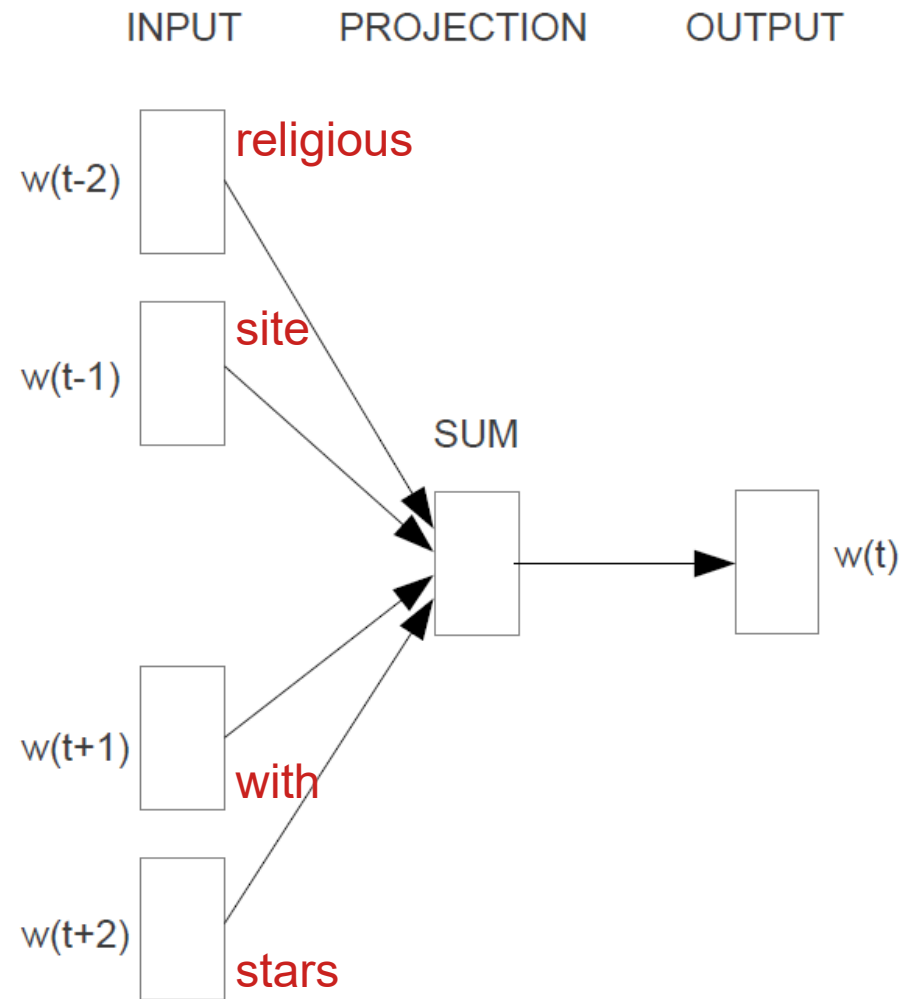 INPUT PROJECTION OUTPUT
religious
w(t-2)
site
w(t-1)
SUM
w(t)
w(t+1)
with
w(t+2)
stars